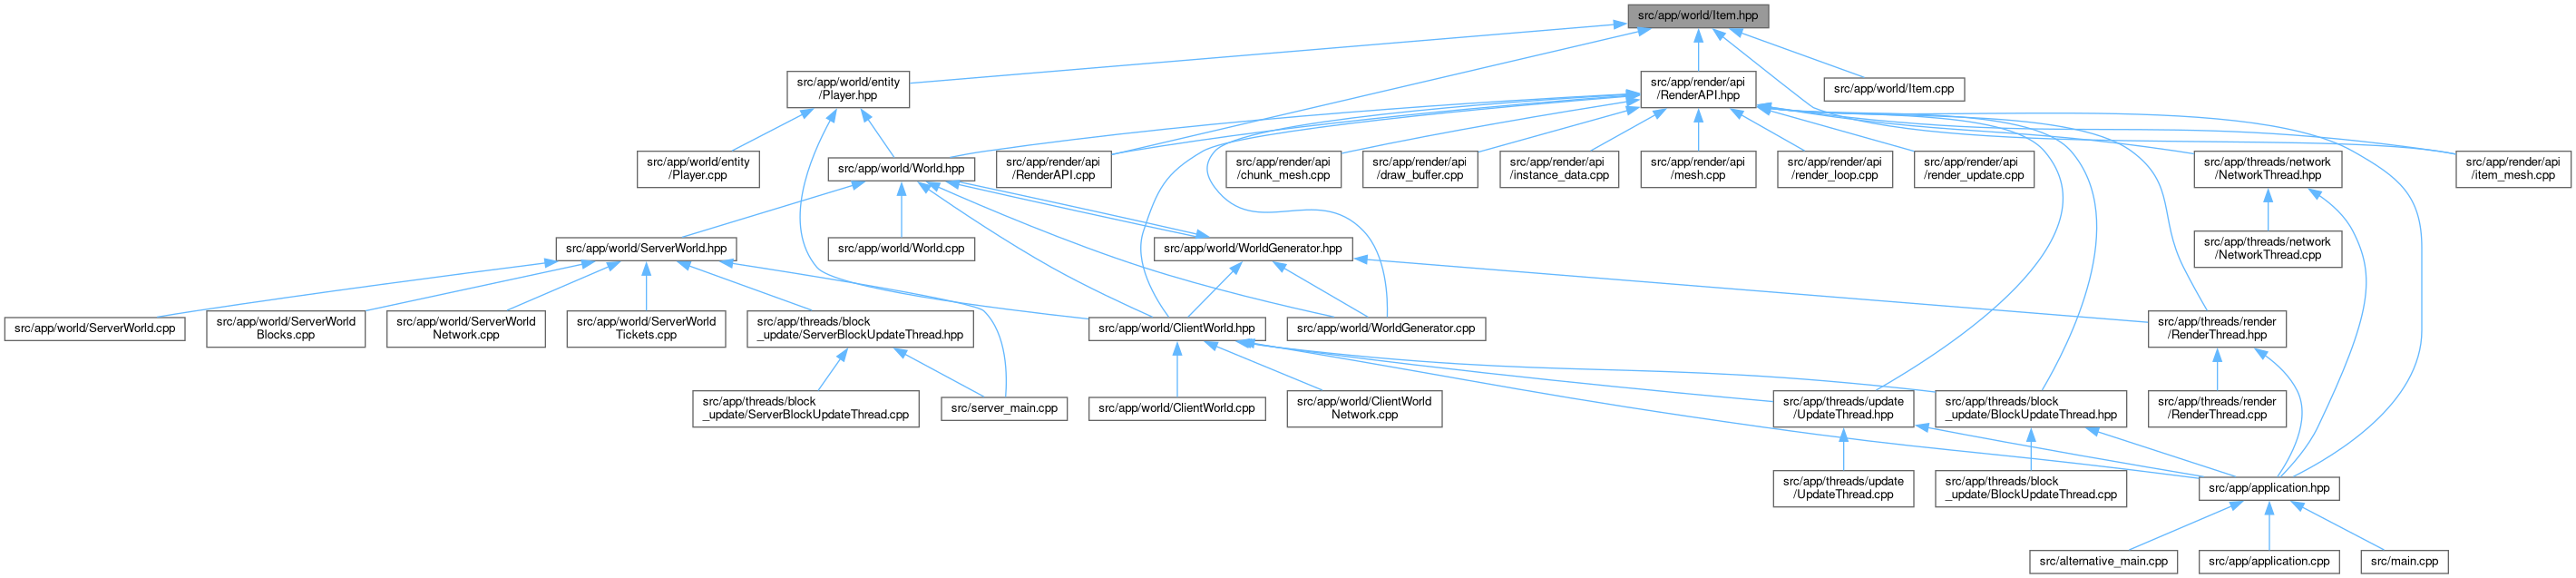 src/app/world/Item.hpp
src/app/world/entity
/Player.hpp
src/app/render/api
/RenderAPI.hpp
src/app/world/Item.cpp
src/app/world/entity
/Player.cpp
src/app/world/World.hpp
src/app/render/api
/RenderAPI.cpp
src/app/render/api
/chunk_mesh.cpp
src/app/render/api
/draw_buffer.cpp
src/app/render/api
/instance_data.cpp
src/app/render/api
/mesh.cpp
src/app/render/api
/render_loop.cpp
src/app/render/api
/render_update.cpp
src/app/threads/network
/NetworkThread.hpp
src/app/render/api
/item_mesh.cpp
src/app/world/ServerWorld.hpp
src/app/world/World.cpp
src/app/world/WorldGenerator.hpp
src/app/threads/network
/NetworkThread.cpp
src/app/world/ServerWorld.cpp
src/app/world/ServerWorld
Blocks.cpp
src/app/world/ServerWorld
Network.cpp
src/app/world/ServerWorld
Tickets.cpp
src/app/threads/block
_update/ServerBlockUpdateThread.hpp
src/app/world/ClientWorld.hpp
src/app/world/WorldGenerator.cpp
src/app/threads/render
/RenderThread.hpp
src/app/threads/block
_update/ServerBlockUpdateThread.cpp
src/server_main.cpp
src/app/world/ClientWorld.cpp
src/app/world/ClientWorld
Network.cpp
src/app/threads/update
/UpdateThread.hpp
src/app/threads/block
_update/BlockUpdateThread.hpp
src/app/threads/render
/RenderThread.cpp
src/app/threads/update
/UpdateThread.cpp
src/app/threads/block
_update/BlockUpdateThread.cpp
src/app/application.hpp
src/alternative_main.cpp
src/app/application.cpp
src/main.cpp